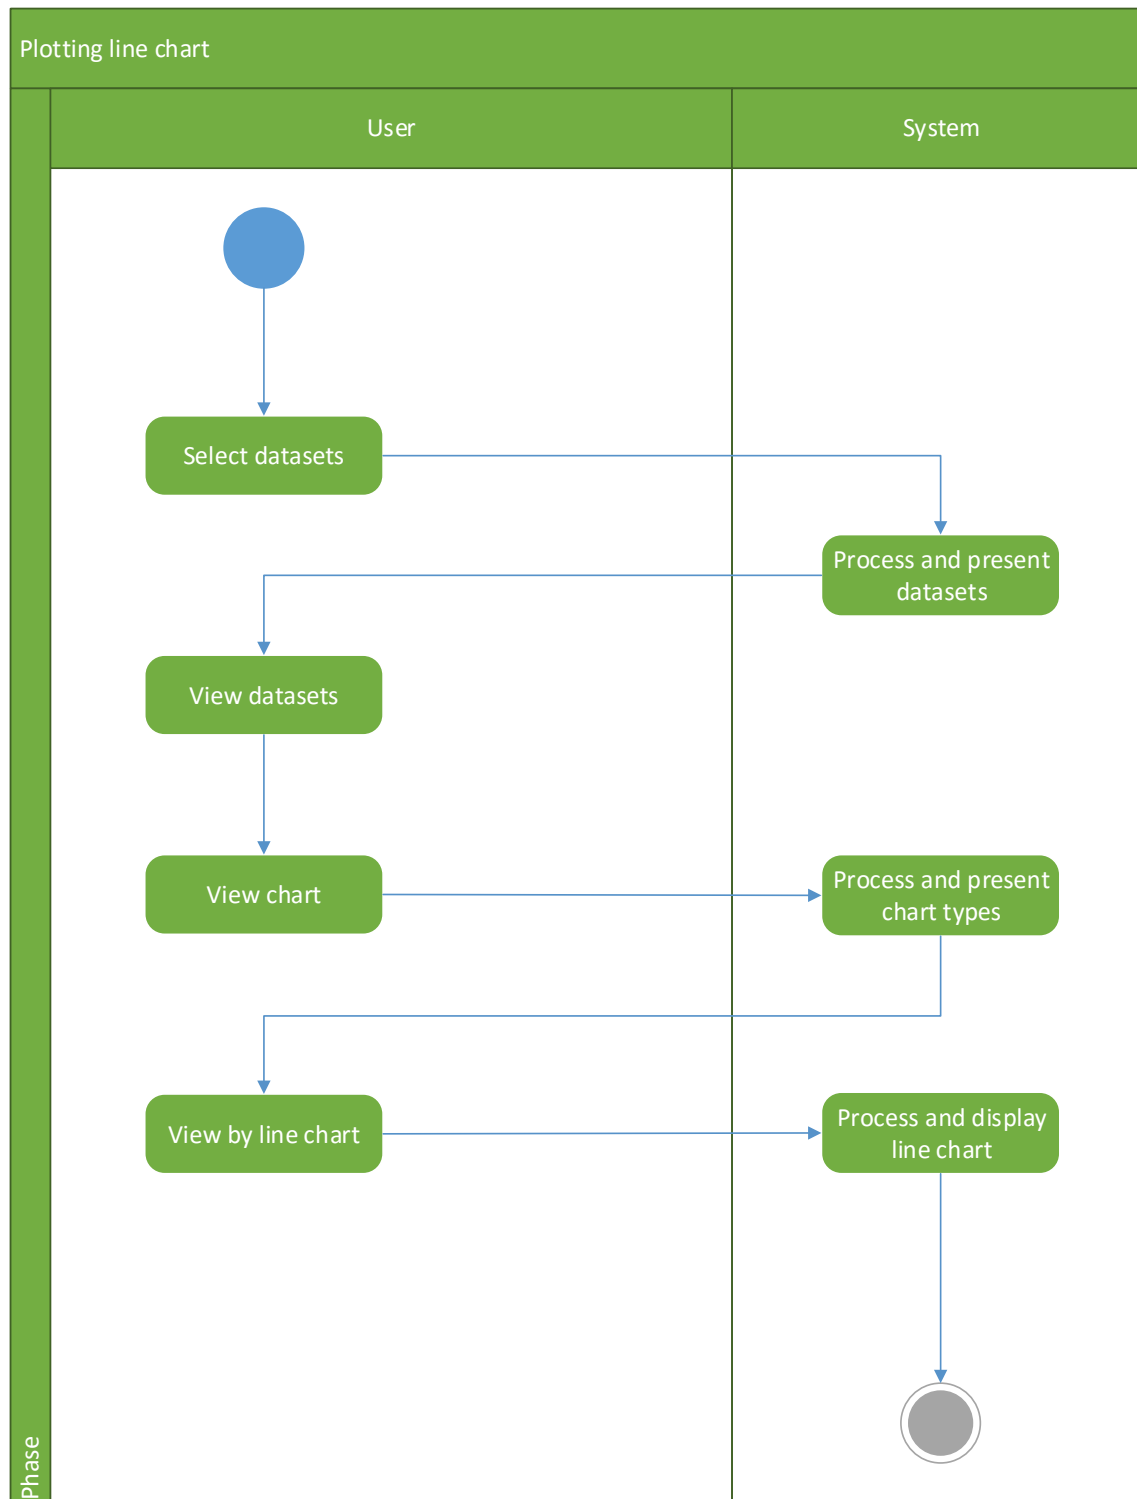 Plotting line chart
User
System
Select datasets
Process and present
datasets
View datasets
View chart
Process and present
chart types
View by line chart
Process and display
line chart
Phase